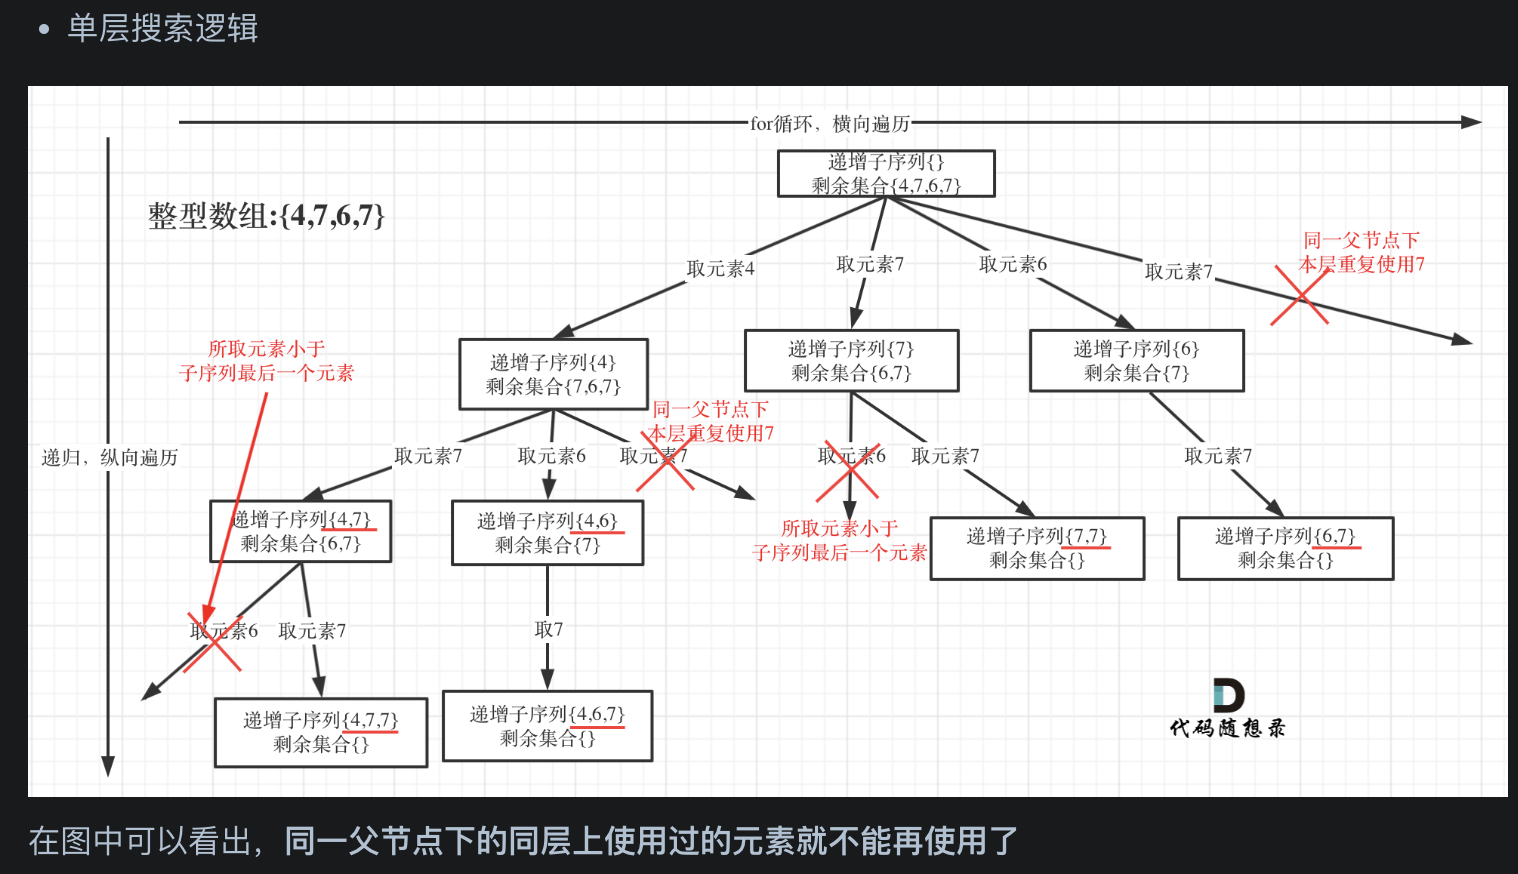 单层搜索逻辑
for循环，横向遍历
递增子序列{}
剩余集合{4,7,6,7}
整型数组:{4,7,6,7}
同一父节点下
本层重复使用7
取元素4
取元素7
取元素6
取元素7
所取元素小于
子序列最后一个元素
递增子序列{4}
剩余集合{7,6,7}
递增子序列{7}
剩余集合{6,7}
递增子序列{6}
剩余集合{7}
同一父节点下
本层重复使用7
递归，纵向遍历
取元素7
取元素6
取元素7
取元素6
取元素7
取元素7
递增子序列{4,7}
剩余集合{6,7}
递增子序列{4,6}
剩余集合{7}
所取元素小于
子序列最后一个元素
递增子序列{7,7}
剩余集合{}
递增子序列{6,7}
剩余集合{}
取元素6
取元素7
取7
递增子序列{4,7,7}
剩余集合{}
递增子序列{4,6,7}
剩余集合{}
代码随想录
在图中可以看出，同一父节点下的同层上使用过的元素就不能再使用了